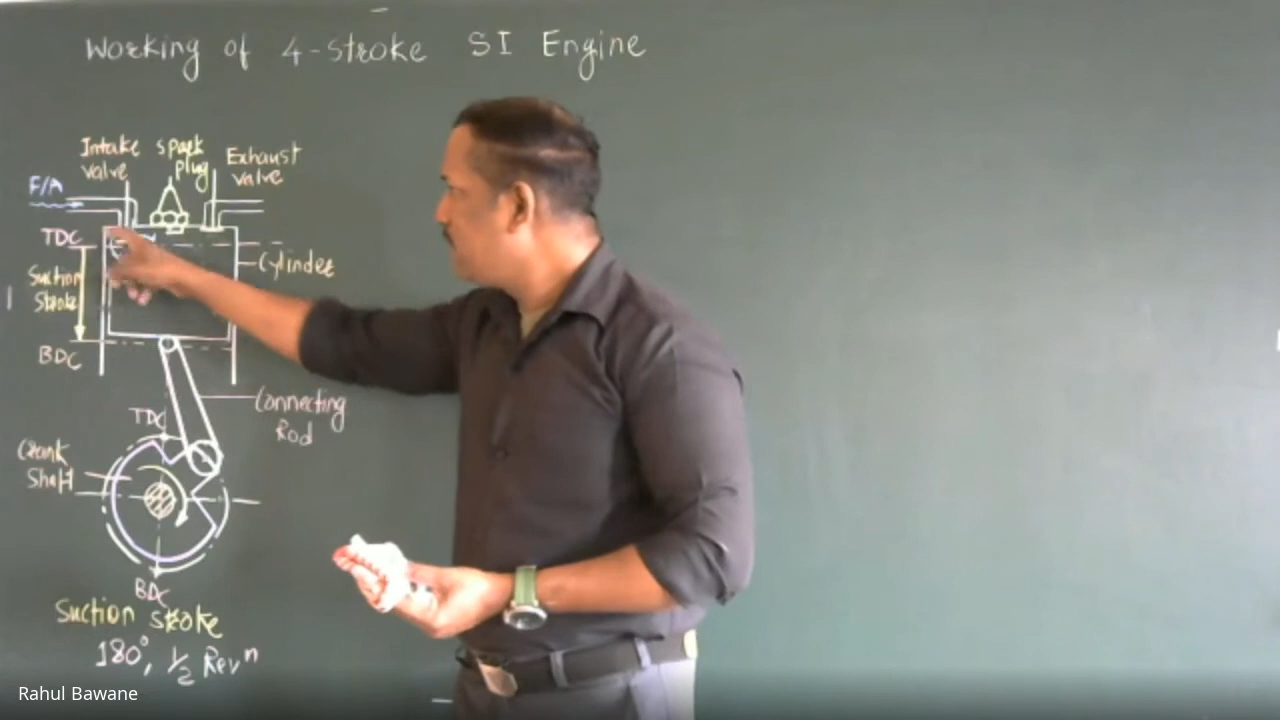 Working of 4-stroke SI Engine
Intake valve
Spark plug
Exhaust valve
F/A
TDC
Suction Stroke
Cylinder
BDC
Connecting Rod
TDC
Crank Shaft
BDC
Suction stroke
180°, 1/2 Revⁿ
Rahul Bawane